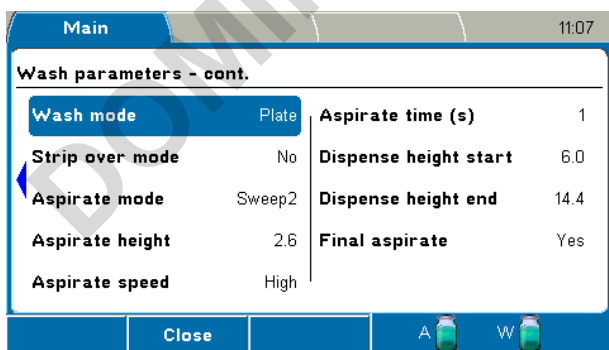 Main
11:07
Wash parameters - cont.
Wash mode Plate
Strip over mode No
Aspirate mode Sweep2
Aspirate height 2.6
Aspirate speed High
Aspirate time (s) 1
Dispense height start 6.0
Dispense height end 14.4
Final aspirate Yes
Close
A
W